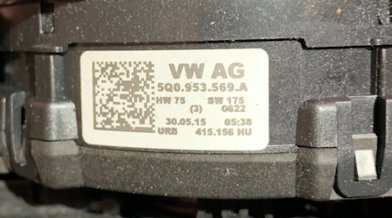 VW AG
5Q0.953.569.A
HW 75 SW 175
(3) 0622
30.05.15 05:38
URB 415.156 HU